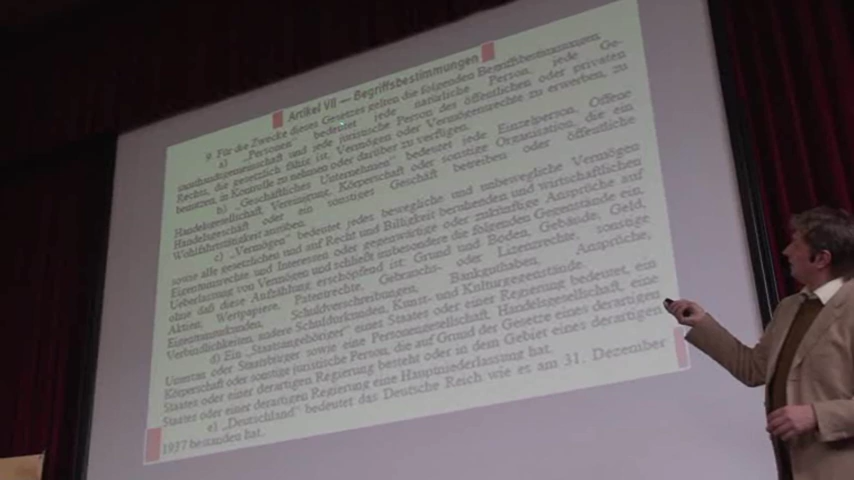 Artikel VII — Begriffsbestimmungen
9. Für die Zwecke dieses Gesetzes gelten die folgenden Begriffbestimmungen.
a) „Personen" bedeutet jede natürliche Person, jede Ge-
samthandsgemeinschaft und jede juristische Person des öffentlichen oder privaten
Rechts, die gesetzlich fähig ist, Vermögen oder Vermögensrechte zu erwerben, zu
benutzen, in Kontrolle zu nehmen oder darüber zu verfügen.
b) „Geschäftliches Unternehmen" bedeutet jede Einzelperson, Offene
Handelsgesellschaft, Vereinigung, Körperschaft oder sonstige Organisation, die ein
Handelsgeschäft oder ein sonstiges Geschäft betreiben oder öffentliche
Wohlfahrtstätigkeit ausüben.
c) „Vermögen" bedeutet jedes bewegliche und unbewegliche Vermögen
sowie alle gesetzlichen und auf Recht und Billigkeit beruhenden und wirtschaftlichen
Eigentumsrechte und Interessen oder gegenwärtige oder zukünftige Ansprüche auf
Ueberlassung von Vermögen und schließt insbesondere die folgenden Gegenstände ein,
ohne daß diese Aufzählung erschöpfend ist: Grund und Boden, Gebäude, Geld,
Aktien, Wertpapiere, Patentrechte, Gebrauchs- oder Lizenzrechte, sonstige
Eigentumsurkunden, Schuldverschreibungen, Bankguthaben, Ansprüche,
Verbindlichkeiten, andere Schuldurkunden, Kunst- und Kulturgegenstände.
d) Ein „Staatsangehöriger" eines Staates oder einer Regierung bedeutet, ein
Untertan oder Staatsbürger sowie eine Personengesellschaft, Handelsgesellschaft, eine
Körperschaft oder sonstige juristische Person, die auf Grund der Gesetze eines derartigen
Staates oder einer derartigen Regierung besteht oder in dem Gebiet eines derartigen
Staates oder einer derartigen Regierung eine Hauptniederlassung hat.
e) „Deutschland" bedeutet das Deutsche Reich wie es am 31. Dezember
1937 bestanden hat.